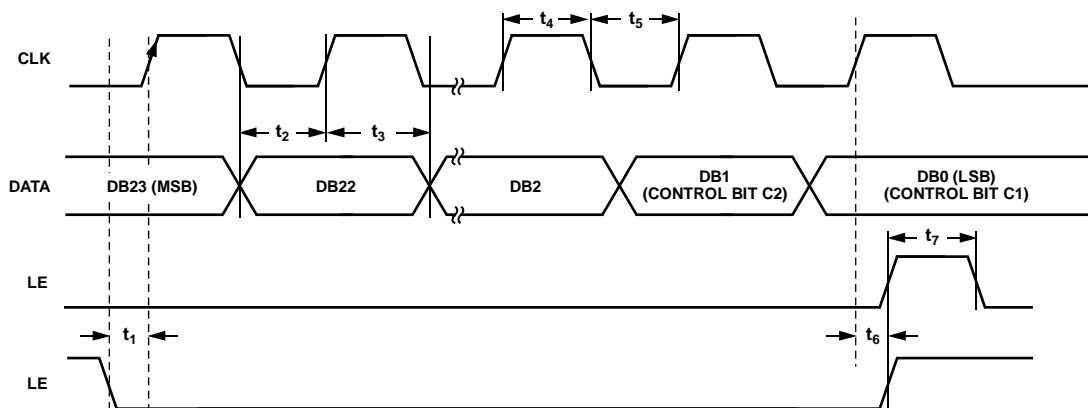 CLK
t4
t5
t2
t3
DATA
DB23 (MSB)
DB22
DB2
DB1
(CONTROL BIT C2)
DB0 (LSB)
(CONTROL BIT C1)
t7
LE
t1
t6
LE